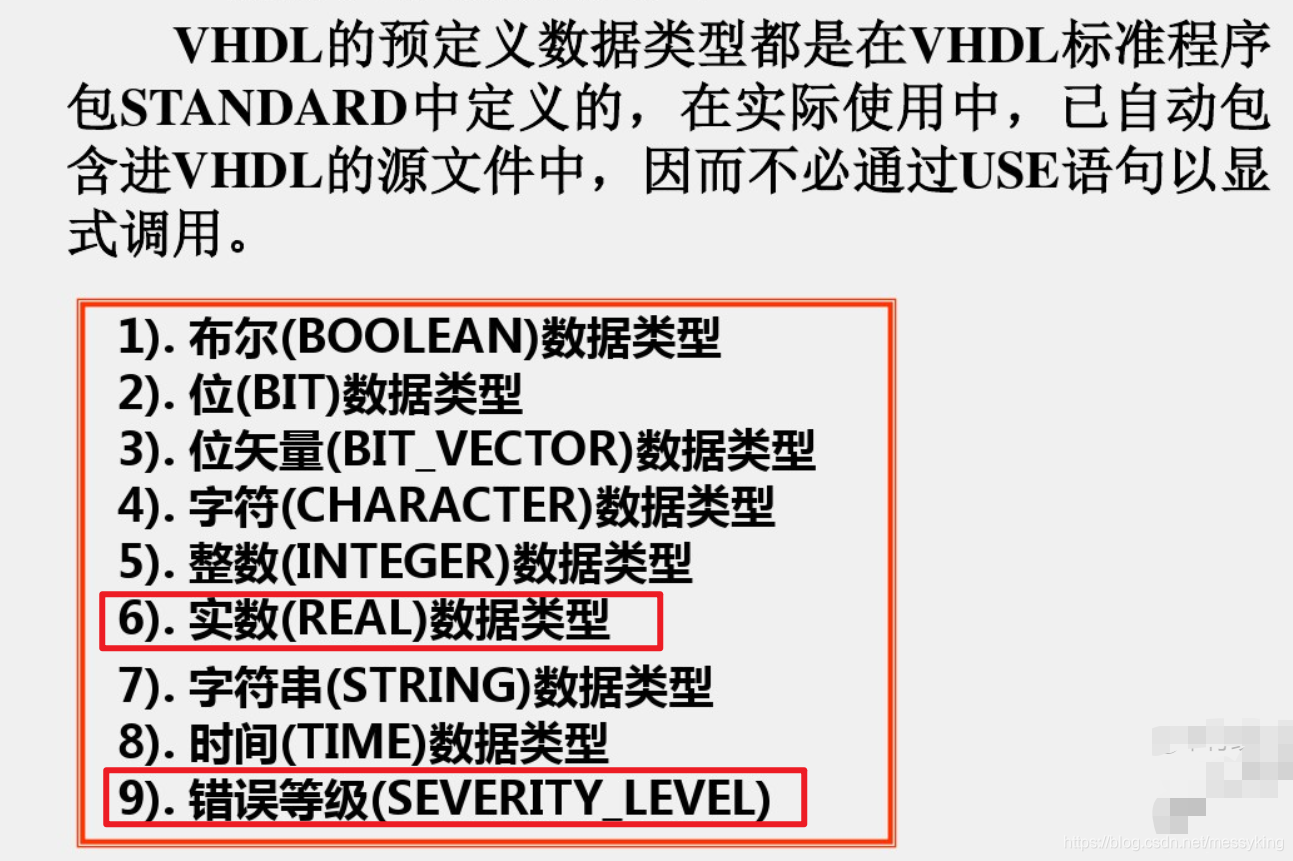 VHDL的预定义数据类型都是在VHDL标准程序
包STANDARD中定义的，在实际使用中，已自动包
含进VHDL的源文件中，因而不必通过USE语句以显
式调用。
1). 布尔(BOOLEAN)数据类型
2). 位(BIT)数据类型
3). 位矢量(BIT_VECTOR)数据类型
4). 字符(CHARACTER)数据类型
5). 整数(INTEGER)数据类型
6). 实数(REAL)数据类型
7). 字符串(STRING)数据类型
8). 时间(TIME)数据类型
9). 错误等级(SEVERITY_LEVEL)
https://blog.csdn.net/messyking